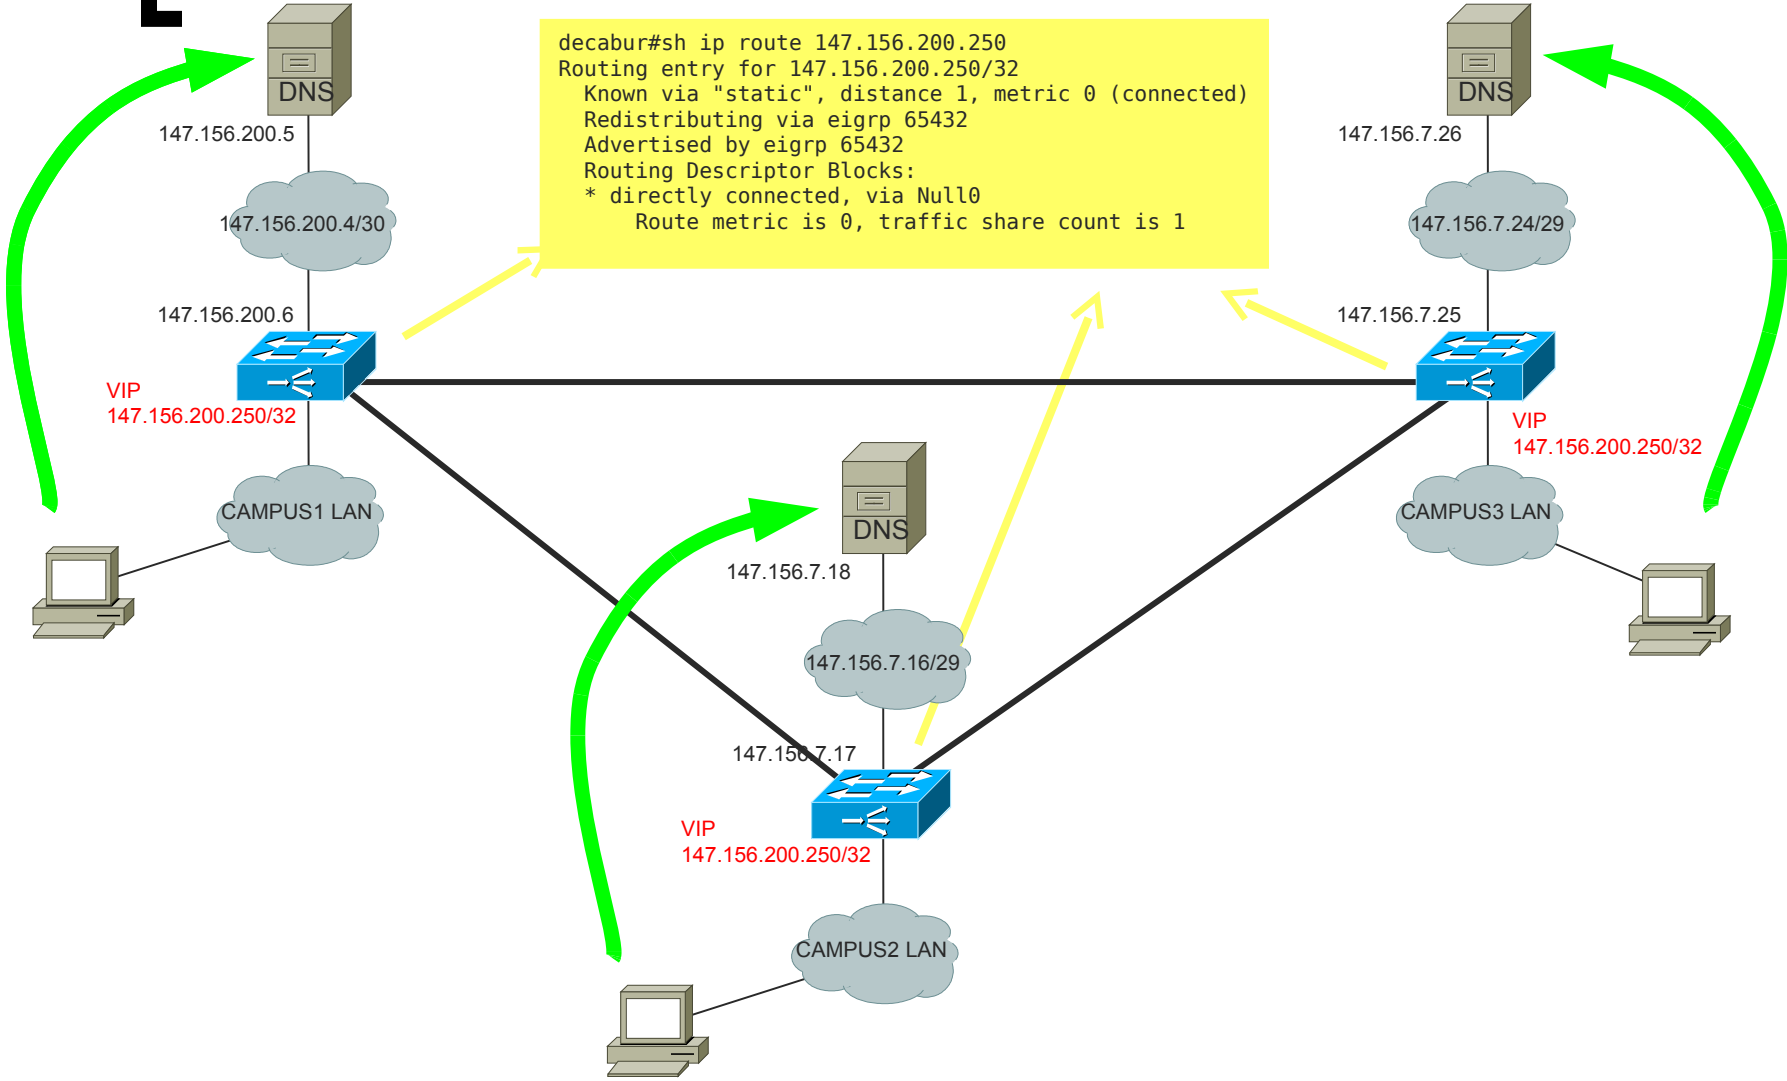 decabur#sh ip route 147.156.200.250
Routing entry for 147.156.200.250/32
Known via "static", distance 1, metric 0 (connected)
Redistributing via eigrp 65432
Advertised by eigrp 65432
Routing Descriptor Blocks:
* directly connected, via Null0
Route metric is 0, traffic share count is 1
DNS
147.156.200.5
147.156.200.4/30
147.156.200.6
VIP
147.156.200.250/32
CAMPUS1 LAN
DNS
147.156.7.26
147.156.7.24/29
147.156.7.25
VIP
147.156.200.250/32
CAMPUS3 LAN
DNS
147.156.7.18
147.156.7.16/29
147.156.7.17
VIP
147.156.200.250/32
CAMPUS2 LAN